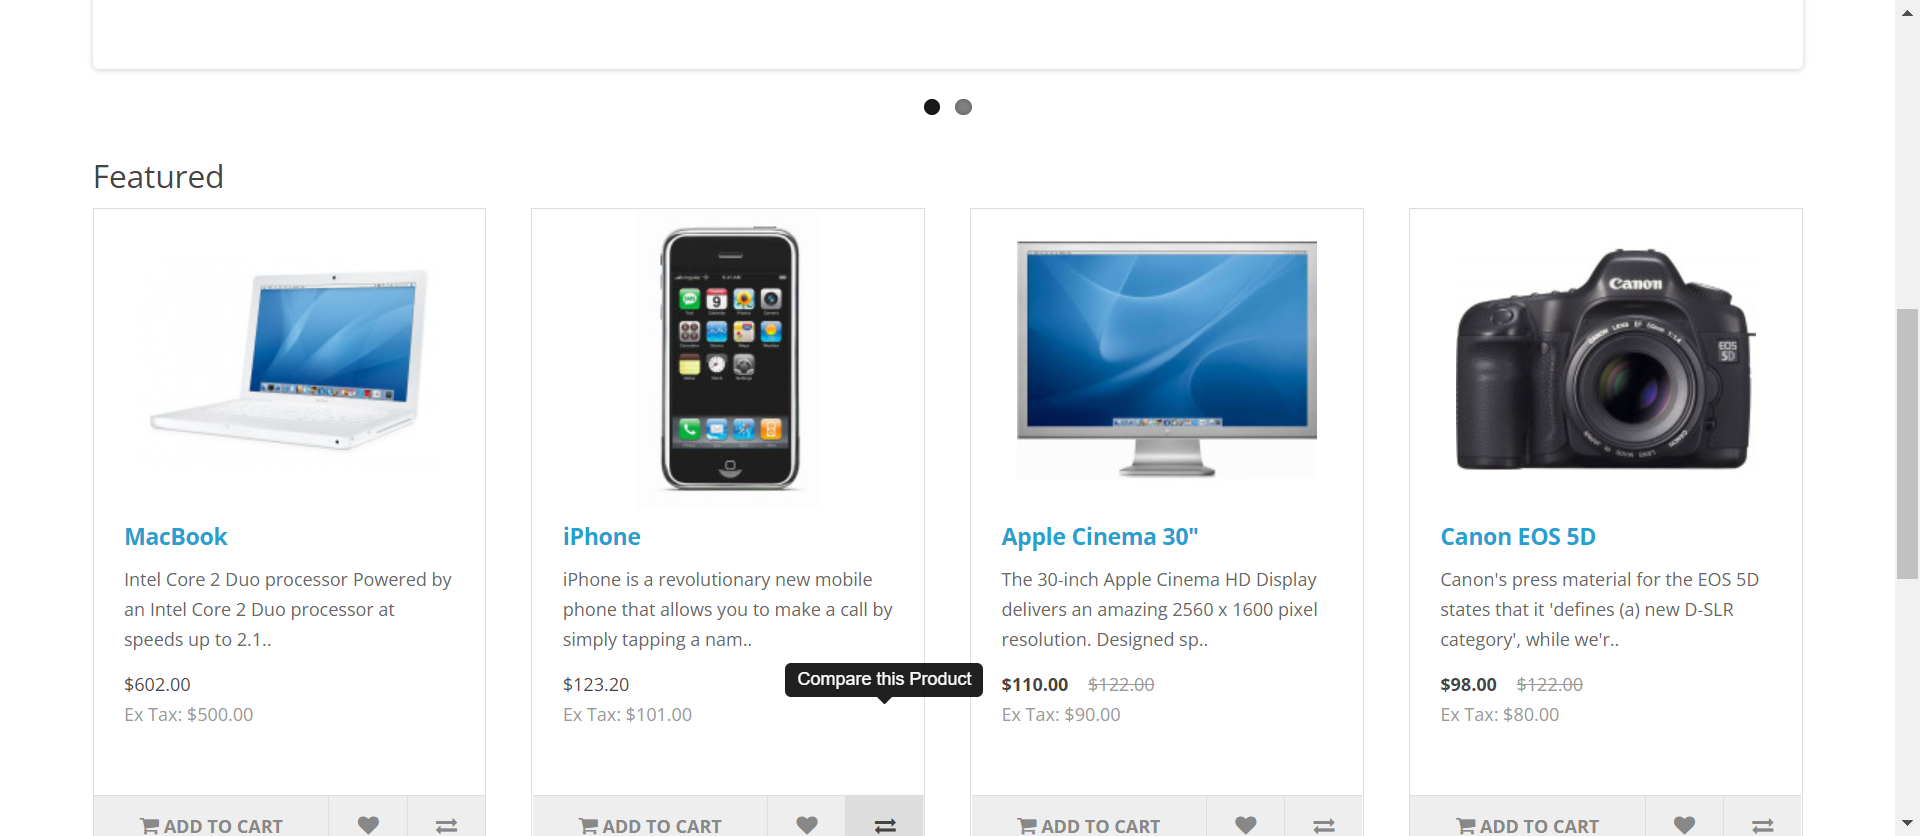 Featured
Canon
EOS
5D
MacBook
Intel Core 2 Duo processor Powered by
an Intel Core 2 Duo processor at
speeds up to 2.1..
$602.00
Ex Tax: $500.00
ADD TO CART
iPhone
iPhone is a revolutionary new mobile
phone that allows you to make a call by
simply tapping a nam..
Compare this Product
$123.20
Ex Tax: $101.00
ADD TO CART
Apple Cinema 30"
The 30-inch Apple Cinema HD Display
delivers an amazing 2560 x 1600 pixel
resolution. Designed sp..
$110.00 $122.00
Ex Tax: $90.00
ADD TO CART
Canon EOS 5D
Canon's press material for the EOS 5D
states that it 'defines (a) new D-SLR
category', while we'r..
$98.00 $122.00
Ex Tax: $80.00
ADD TO CART